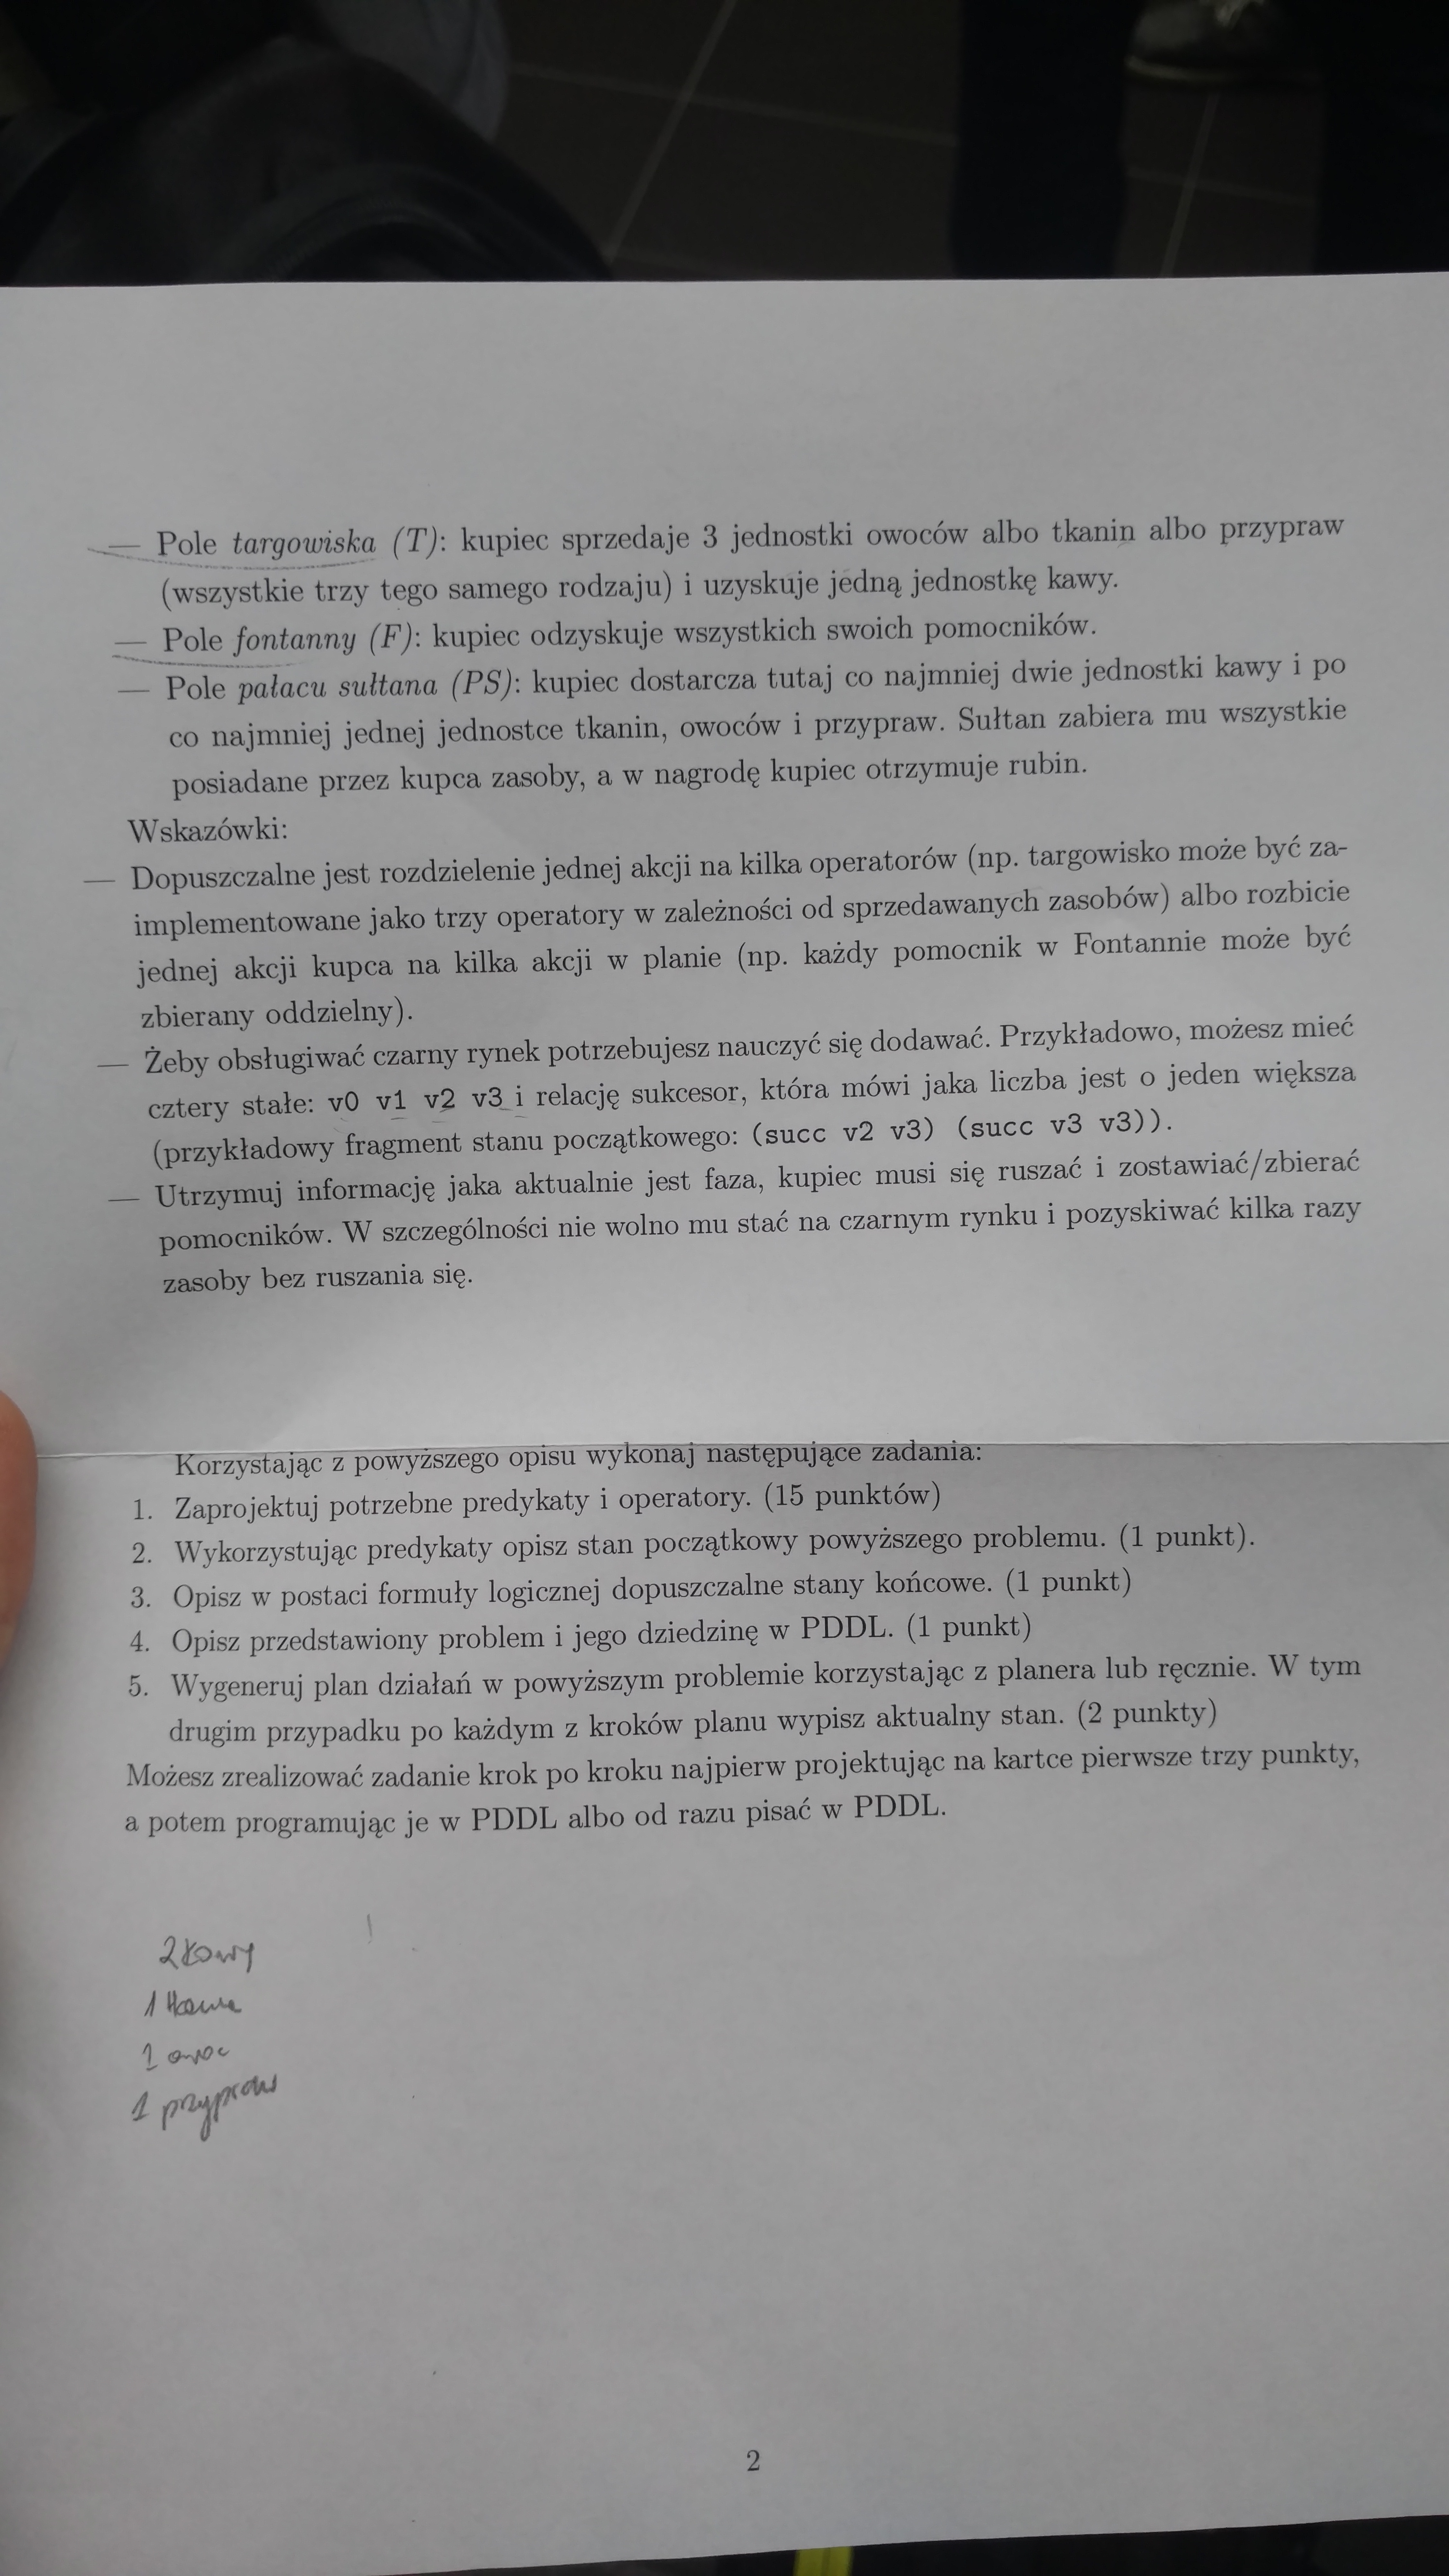 — Pole targowiska (T): kupiec sprzedaje 3 jednostki owoców albo tkanin albo przypraw
(wszystkie trzy tego samego rodzaju) i uzyskuje jedną jednostkę kawy.
— Pole fontanny (F): kupiec odzyskuje wszystkich swoich pomocników.
— Pole pałacu sułtana (PS): kupiec dostarcza tutaj co najmniej dwie jednostki kawy i po
co najmniej jednej jednostce tkanin, owoców i przypraw. Sułtan zabiera mu wszystkie
posiadane przez kupca zasoby, a w nagrodę kupiec otrzymuje rubin.
Wskazówki:
— Dopuszczalne jest rozdzielenie jednej akcji na kilka operatorów (np. targowisko może być za-
implementowane jako trzy operatory w zależności od sprzedawanych zasobów) albo rozbicie
jednej akcji kupca na kilka akcji w planie (np. każdy pomocnik w Fontannie może być
zbierany oddzielny).
— Żeby obsługiwać czarny rynek potrzebujesz nauczyć się dodawać. Przykładowo, możesz mieć
cztery stałe: v0 v1 v2 v3 i relację sukcesor, która mówi jaka liczba jest o jeden większa
(przykładowy fragment stanu początkowego: (succ v2 v3) (succ v3 v3)).
— Utrzymuj informację jaka aktualnie jest faza, kupiec musi się ruszać i zostawiać/zbierać
pomocników. W szczególności nie wolno mu stać na czarnym rynku i pozyskiwać kilka razy
zasoby bez ruszania się.
Korzystając z powyższego opisu wykonaj następujące zadania:
1. Zaprojektuj potrzebne predykaty i operatory. (15 punktów)
2. Wykorzystując predykaty opisz stan początkowy powyższego problemu. (1 punkt).
3. Opisz w postaci formuły logicznej dopuszczalne stany końcowe. (1 punkt)
4. Opisz przedstawiony problem i jego dziedzinę w PDDL. (1 punkt)
5. Wygeneruj plan działań w powyższym problemie korzystając z planera lub ręcznie. W tym
drugim przypadku po każdym z kroków planu wypisz aktualny stan. (2 punkty)
Możesz zrealizować zadanie krok po kroku najpierw projektując na kartce pierwsze trzy punkty,
a potem programując je w PDDL albo od razu pisać w PDDL.
2 kawy
1
1 owoc
1 przypraw
2